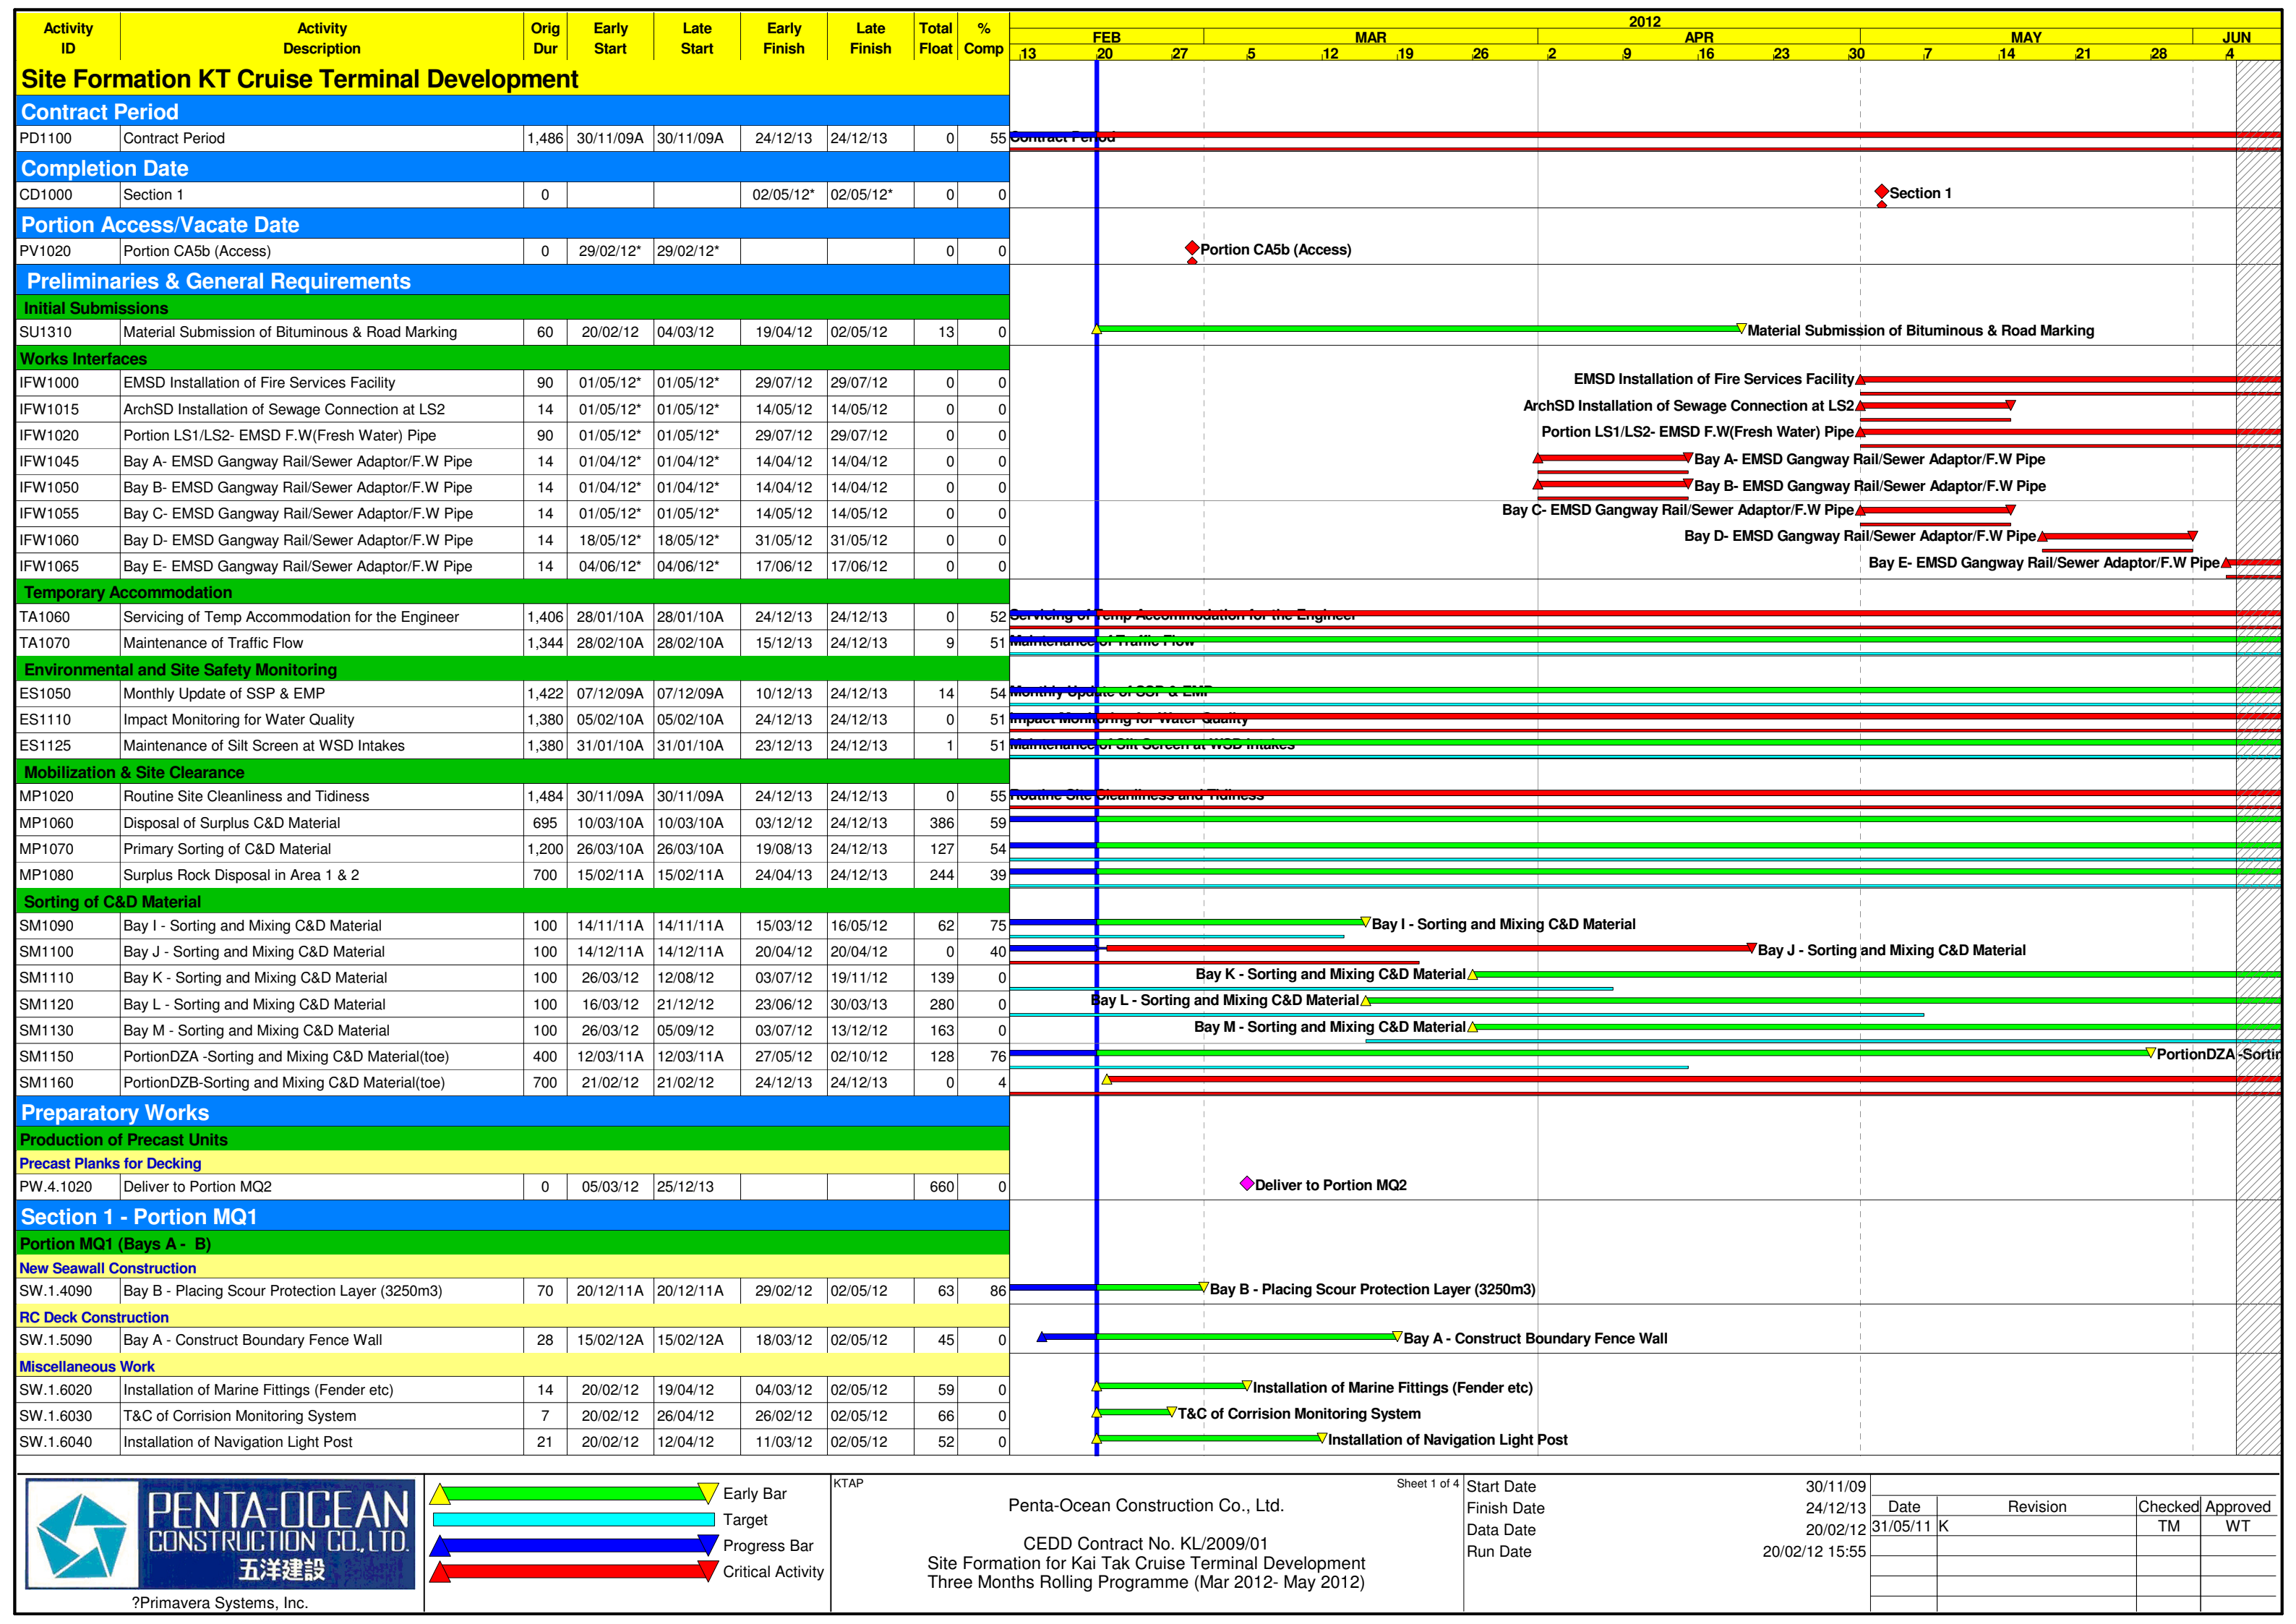 Activity ID Activity Description Orig Dur Early Start Late Start Early Finish Late Finish Total Float % Comp
2012
FEB MAR APR MAY JUN
13 20 27 5 12 19 26 2 9 16 23 30 7 14 21 28 4
Site Formation KT Cruise Terminal Development
Contract Period
PD1100 Contract Period 1,486 30/11/09A 30/11/09A 24/12/13 24/12/13 0 55 Contract Period
Completion Date
CD1000 Section 1 0 02/05/12* 02/05/12* 0 0 Section 1
Portion Access/Vacate Date
PV1020 Portion CA5b (Access) 0 29/02/12* 29/02/12* 0 0 Portion CA5b (Access)
Preliminaries & General Requirements
Initial Submissions
SU1310 Material Submission of Bituminous & Road Marking 60 20/02/12 04/03/12 19/04/12 02/05/12 13 0 Material Submission of Bituminous & Road Marking
Works Interfaces
IFW1000 EMSD Installation of Fire Services Facility 90 01/05/12* 01/05/12* 29/07/12 29/07/12 0 0 EMSD Installation of Fire Services Facility
IFW1015 ArchSD Installation of Sewage Connection at LS2 14 01/05/12* 01/05/12* 14/05/12 14/05/12 0 0 ArchSD Installation of Sewage Connection at LS2
IFW1020 Portion LS1/LS2- EMSD F.W(Fresh Water) Pipe 90 01/05/12* 01/05/12* 29/07/12 29/07/12 0 0 Portion LS1/LS2- EMSD F.W(Fresh Water) Pipe
IFW1045 Bay A- EMSD Gangway Rail/Sewer Adaptor/F.W Pipe 14 01/04/12* 01/04/12* 14/04/12 14/04/12 0 0 Bay A- EMSD Gangway Rail/Sewer Adaptor/F.W Pipe
IFW1050 Bay B- EMSD Gangway Rail/Sewer Adaptor/F.W Pipe 14 01/04/12* 01/04/12* 14/04/12 14/04/12 0 0 Bay B- EMSD Gangway Rail/Sewer Adaptor/F.W Pipe
IFW1055 Bay C- EMSD Gangway Rail/Sewer Adaptor/F.W Pipe 14 01/05/12* 01/05/12* 14/05/12 14/05/12 0 0 Bay C- EMSD Gangway Rail/Sewer Adaptor/F.W Pipe
IFW1060 Bay D- EMSD Gangway Rail/Sewer Adaptor/F.W Pipe 14 18/05/12* 18/05/12* 31/05/12 31/05/12 0 0 Bay D- EMSD Gangway Rail/Sewer Adaptor/F.W Pipe
IFW1065 Bay E- EMSD Gangway Rail/Sewer Adaptor/F.W Pipe 14 04/06/12* 04/06/12* 17/06/12 17/06/12 0 0 Bay E- EMSD Gangway Rail/Sewer Adaptor/F.W Pipe
Temporary Accommodation
TA1060 Servicing of Temp Accommodation for the Engineer 1,406 28/01/10A 28/01/10A 24/12/13 24/12/13 0 52 Servicing of Temp Accommodation for the Engineer
TA1070 Maintenance of Traffic Flow 1,344 28/02/10A 28/02/10A 15/12/13 24/12/13 9 51 Maintenance of Traffic Flow
Environmental and Site Safety Monitoring
ES1050 Monthly Update of SSP & EMP 1,422 07/12/09A 07/12/09A 10/12/13 24/12/13 14 54 Monthly Update of SSP & EMP
ES1110 Impact Monitoring for Water Quality 1,380 05/02/10A 05/02/10A 24/12/13 24/12/13 0 51 Impact Monitoring for Water Quality
ES1125 Maintenance of Silt Screen at WSD Intakes 1,380 31/01/10A 31/01/10A 23/12/13 24/12/13 1 51 Maintenance of Silt Screen at WSD Intakes
Mobilization & Site Clearance
MP1020 Routine Site Cleanliness and Tidiness 1,484 30/11/09A 30/11/09A 24/12/13 24/12/13 0 55 Routine Site Cleanliness and Tidiness
MP1060 Disposal of Surplus C&D Material 695 10/03/10A 10/03/10A 03/12/12 24/12/13 386 59
MP1070 Primary Sorting of C&D Material 1,200 26/03/10A 26/03/10A 19/08/13 24/12/13 127 54
MP1080 Surplus Rock Disposal in Area 1 & 2 700 15/02/11A 15/02/11A 24/04/13 24/12/13 244 39
Sorting of C&D Material
SM1090 Bay I - Sorting and Mixing C&D Material 100 14/11/11A 14/11/11A 15/03/12 16/05/12 62 75 Bay I - Sorting and Mixing C&D Material
SM1100 Bay J - Sorting and Mixing C&D Material 100 14/12/11A 14/12/11A 20/04/12 20/04/12 0 40 Bay J - Sorting and Mixing C&D Material
SM1110 Bay K - Sorting and Mixing C&D Material 100 26/03/12 12/08/12 03/07/12 19/11/12 139 0 Bay K - Sorting and Mixing C&D Material
SM1120 Bay L - Sorting and Mixing C&D Material 100 16/03/12 21/12/12 23/06/12 30/03/13 280 0 Bay L - Sorting and Mixing C&D Material
SM1130 Bay M - Sorting and Mixing C&D Material 100 26/03/12 05/09/12 03/07/12 13/12/12 163 0 Bay M - Sorting and Mixing C&D Material
SM1150 PortionDZA -Sorting and Mixing C&D Material(toe) 400 12/03/11A 12/03/11A 27/05/12 02/10/12 128 76 PortionDZA -Sortin
SM1160 PortionDZB-Sorting and Mixing C&D Material(toe) 700 21/02/12 21/02/12 24/12/13 24/12/13 0 4
Preparatory Works
Production of Precast Units
Precast Planks for Decking
PW.4.1020 Deliver to Portion MQ2 0 05/03/12 25/12/13 660 0 Deliver to Portion MQ2
Section 1 - Portion MQ1
Portion MQ1 (Bays A - B)
New Seawall Construction
SW.1.4090 Bay B - Placing Scour Protection Layer (3250m3) 70 20/12/11A 20/12/11A 29/02/12 02/05/12 63 86 Bay B - Placing Scour Protection Layer (3250m3)
RC Deck Construction
SW.1.5090 Bay A - Construct Boundary Fence Wall 28 15/02/12A 15/02/12A 18/03/12 02/05/12 45 0 Bay A - Construct Boundary Fence Wall
Miscellaneous Work
SW.1.6020 Installation of Marine Fittings (Fender etc) 14 20/02/12 19/04/12 04/03/12 02/05/12 59 0 Installation of Marine Fittings (Fender etc)
SW.1.6030 T&C of Corrision Monitoring System 7 20/02/12 26/04/12 26/02/12 02/05/12 66 0 T&C of Corrision Monitoring System
SW.1.6040 Installation of Navigation Light Post 21 20/02/12 12/04/12 11/03/12 02/05/12 52 0 Installation of Navigation Light Post
PENTA-OCEAN
CONSTRUCTION CO.,LTD.
五洋建設
?Primavera Systems, Inc.
Early Bar
Target
Progress Bar
Critical Activity
KTAP
Sheet 1 of 4
Penta-Ocean Construction Co., Ltd.
CEDD Contract No. KL/2009/01
Site Formation for Kai Tak Cruise Terminal Development
Three Months Rolling Programme (Mar 2012- May 2012)
Start Date 30/11/09
Finish Date 24/12/13
Data Date 20/02/12
Run Date 20/02/12 15:55
Date Revision Checked Approved
31/05/11 K TM WT